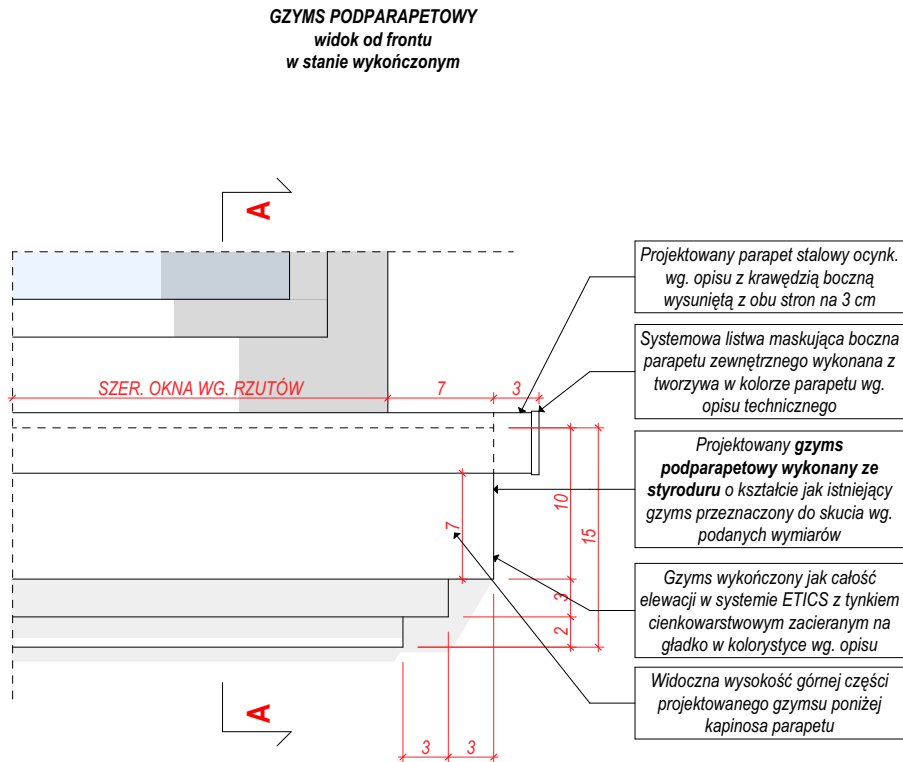 GZYMS PODPARAPETOWY
widok od frontu
w stanie wykończonym
A
Projektowany parapet stalowy ocynk.
wg. opisu z krawędzią boczną
wysuniętą z obu stron na 3 cm
Systemowa listwa maskująca boczna
parapetu zewnętrznego wykonana z
tworzywa w kolorze parapetu wg.
opisu technicznego
SZER. OKNA WG. RZUTÓW
7
3
Projektowany gzyms
podparapetowy wykonany ze
styroduru o kształcie jak istniejący
gzyms przeznaczony do skucia wg.
podanych wymiarów
7
10
15
3
2
Gzyms wykończony jak całość
elewacji w systemie ETICS z tynkiem
cienkowarstwowym zacieranym na
gładko w kolorystyce wg. opisu
Widoczna wysokość górnej części
projektowanego gzymsu poniżej
kapinosa parapetu
A
3
3